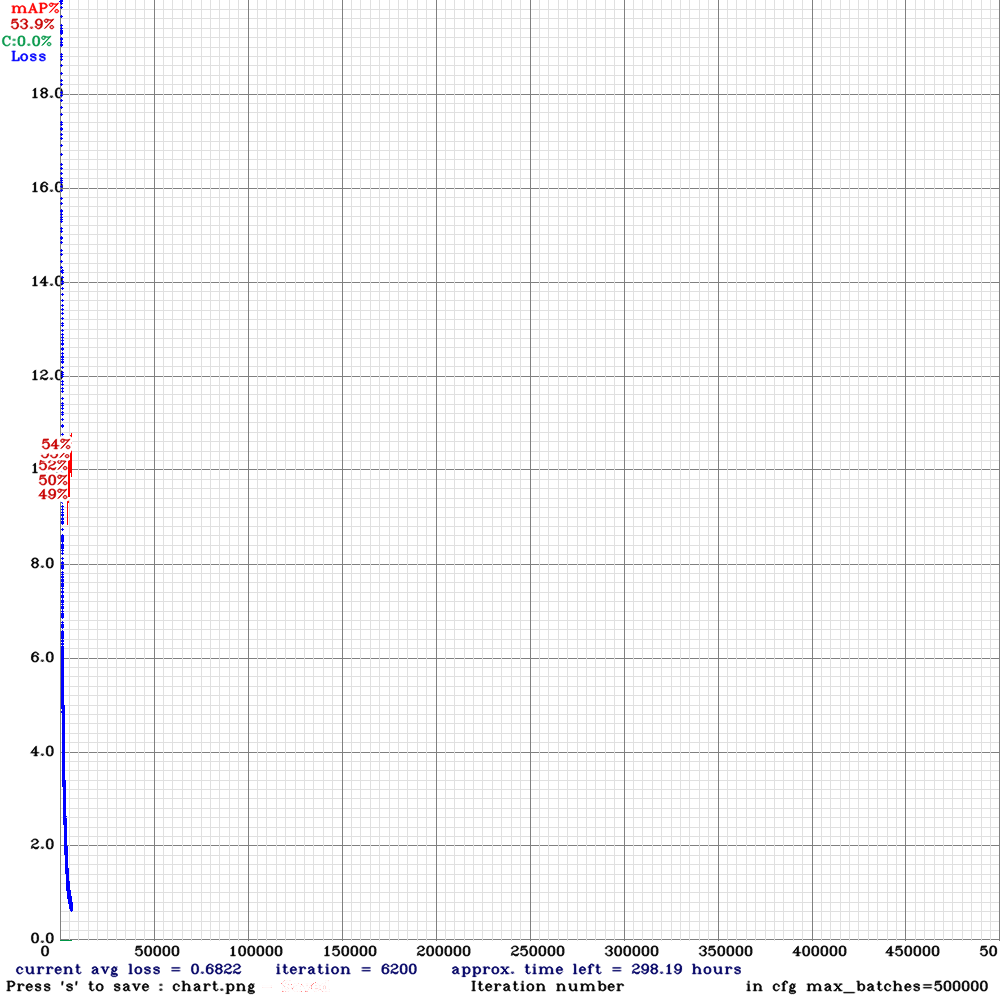 mAP%
53.9%
C:0.0%
Loss
18.0
16.0
14.0
12.0
54%
53%
52%
50%
49%
8.0
6.0
4.0
2.0
0.0
0 50000 100000 150000 200000 250000 300000 350000 400000 450000 50
current avg loss = 0.6822 iteration = 6200 approx. time left = 298.19 hours
Press 's' to save : chart.png Iteration number in cfg max_batches=500000